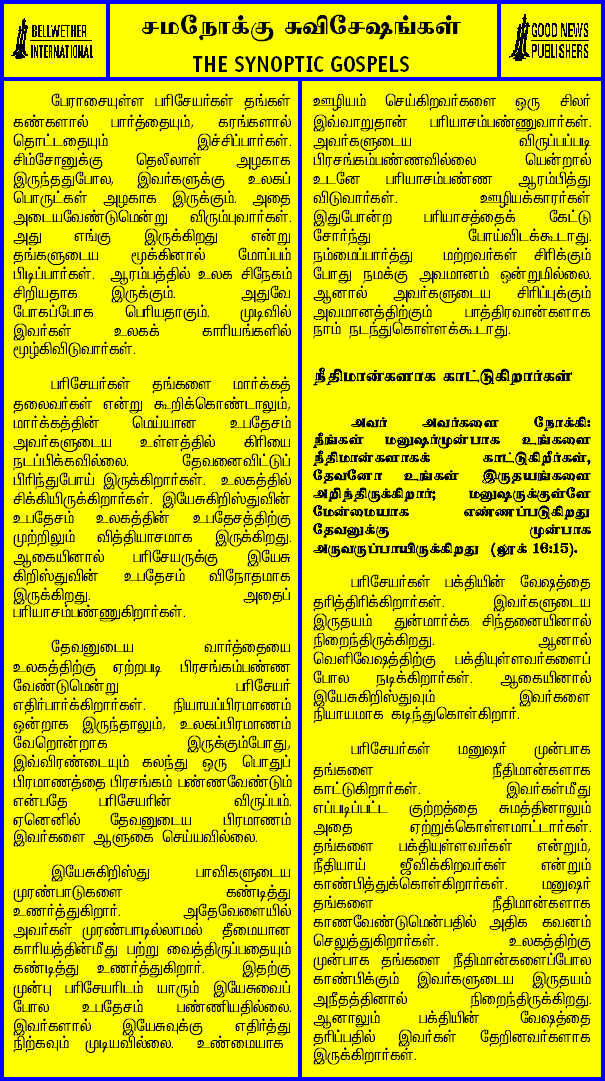 BELLWETHER
INTERNATIONAL
சமநோக்கு சுவிசேஷங்கள்
THE SYNOPTIC GOSPELS
GOOD NEWS
PUBLISHERS
பேராசையுள்ள பரிசேயர்கள் தங்கள்
கண்களால் பார்த்தையும், கரங்களால்
தொட்டதையும் இச்சிப்பார்கள்.
சிம்சோனுக்கு தெலீலாள் அழகாக
இருந்ததுபோல, இவர்களுக்கு உலகப்
பொருட்கள் அழகாக இருக்கும். அதை
அடையவேண்டுமென்று விரும்புவார்கள்.
அது எங்கு இருக்கிறது என்று
தங்களுடைய மூக்கினால் மோப்பம்
பிடிப்பார்கள். ஆரம்பத்தில் உலக சிநேகம்
சிறியதாக இருக்கும். அதுவே
போகப்போக பெரியதாகும். முடிவில்
இவர்கள் உலகக் காரியங்களில்
மூழ்கிவிடுவார்கள்.
பரிசேயர்கள் தங்களை மார்க்கத்
தலைவர்கள் என்று கூறிக்கொண்டாலும்,
மார்க்கத்தின் மெய்யான உபதேசம்
அவர்களுடைய உள்ளத்தில் கிரியை
நடப்பிக்கவில்லை. தேவனைவிட்டுப்
பிரிந்துபோய் இருக்கிறார்கள். உலகத்தில்
சிக்கியிருக்கிறார்கள். இயேசுகிறிஸ்துவின்
உபதேசம் உலகத்தின் உபதேசத்திற்கு
முற்றிலும் வித்தியாசமாக இருக்கிறது.
ஆகையினால் பரிசேயருக்கு இயேசு
கிறிஸ்துவின் உபதேசம் விநோதமாக
இருக்கிறது. அதைப்
பரியாசம்பண்ணுகிறார்கள்.
தேவனுடைய வார்த்தையை
உலகத்திற்கு ஏற்றபடி பிரசங்கம்பண்ண
வேண்டுமென்று பரிசேயர்
எதிர்பார்க்கிறார்கள். நியாயப்பிரமாணம்
ஒன்றாக இருந்தாலும், உலகப்பிரமாணம்
வேறொன்றாக இருக்கும்போது,
இவ்விரண்டையும் கலந்து ஒரு பொதுப்
பிரமாணத்தை பிரசங்கம் பண்ணவேண்டும்
என்பதே பரிசேயரின் விருப்பம்.
ஏனெனில் தேவனுடைய பிரமாணம்
இவர்களை ஆளுகை செய்யவில்லை.
இயேசுகிறிஸ்து பாவிகளுடைய
முரண்பாடுகளை கண்டித்து
உணர்த்துகிறார். அதேவேளையில்
அவர்கள் முரண்பாடில்லாமல் தீமையான
காரியத்தின்மீது பற்று வைத்திருப்பதையும்
கண்டித்து உணர்த்துகிறார். இதற்கு
முன்பு பரிசேயரிடம் யாரும் இயேசுவைப்
போல உபதேசம் பண்ணியதில்லை.
இவர்களால் இயேசுவுக்கு எதிர்த்து
நிற்கவும் முடியவில்லை. உண்மையாக
ஊழியம் செய்கிறவர்களை ஒரு சிலர்
இவ்வாறுதான் பரியாசம்பண்ணுவார்கள்.
அவர்களுடைய விருப்பப்படி
பிரசங்கம்பண்ணவில்லை யென்றால்
உடனே பரியாசம்பண்ண ஆரம்பித்து
விடுவார்கள். ஊழியக்காரர்கள்
இதுபோன்ற பரியாசத்தைக் கேட்டு
சோர்ந்து போய்விடக்கூடாது.
நம்மைப்பார்த்து மற்றவர்கள் சிரிக்கும்
போது நமக்கு அவமானம் ஒன்றுமில்லை.
ஆனால் அவர்களுடைய சிரிப்புக்கும்
அவமானத்திற்கும் பாத்திரவான்களாக
நாம் நடந்துகொள்ளக்கூடாது.
நீதிமான்களாக காட்டுகிறார்கள்
அவர் அவர்களை நோக்கி:
நீங்கள் மனுஷர்முன்பாக உங்களை
நீதிமான்களாகக் காட்டுகிறீர்கள்,
தேவனோ உங்கள் இருதயங்களை
அறிந்திருக்கிறார்; மனுஷருக்குள்ளே
மேன்மையாக எண்ணப்படுகிறது
தேவனுக்கு முன்பாக
அருவருப்பாயிருக்கிறது (லூக் 16:15).
பரிசேயர்கள் பக்தியின் வேஷத்தை
தரித்திரிக்கிறார்கள். இவர்களுடைய
இருதயம் துன்மார்க்க சிந்தனையினால்
நிறைந்திருக்கிறது. ஆனால்
வெளிவேஷத்திற்கு பக்தியுள்ளவர்களைப்
போல நடிக்கிறார்கள். ஆகையினால்
இயேசுகிறிஸ்துவும் இவர்களை
நியாயமாக கடிந்துகொள்கிறார்.
பரிசேயர்கள் மனுஷர் முன்பாக
தங்களை நீதிமான்களாக
காட்டுகிறார்கள். இவர்கள்மீது
எப்படிப்பட்ட குற்றத்தை சுமத்தினாலும்
அதை ஏற்றுக்கொள்ளமாட்டார்கள்.
தங்களை பக்தியுள்ளவர்கள் என்றும்,
நீதியாய் ஜீவிக்கிறவர்கள் என்றும்
காண்பித்துக்கொள்கிறார்கள். மனுஷர்
தங்களை நீதிமான்களாக
காணவேண்டுமென்பதில் அதிக கவனம்
செலுத்துகிறார்கள். உலகத்திற்கு
முன்பாக தங்களை நீதிமான்களைப்போல
காண்பிக்கும் இவர்களுடைய இருதயம்
அநீதத்தினால் நிறைந்திருக்கிறது.
ஆனாலும் பக்தியின் வேஷத்தை
தரிப்பதில் இவர்கள் தேறினவர்களாக
இருக்கிறார்கள்.